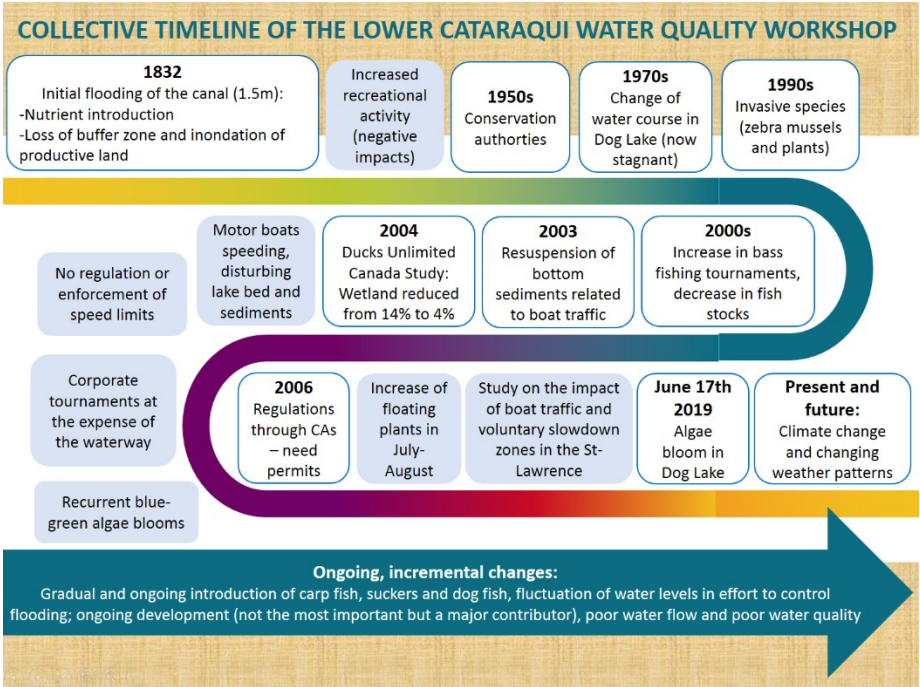 COLLECTIVE TIMELINE OF THE LOWER CATARAQUI WATER QUALITY WORKSHOP
1832
Initial flooding of the canal (1.5m):
-Nutrient introduction
-Loss of buffer zone and inondation of
productive land
Increased
recreational
activity
(negative
impacts)
1950s
Conservation
authorties
1970s
Change of
water course in
Dog Lake (now
stagnant)
1990s
Invasive species
(zebra mussels
and plants)
2000s
Increase in bass
fishing tournaments,
decrease in fish
stocks
2003
Resuspension of
bottom
sediments related
to boat traffic
2004
Ducks Unlimited
Canada Study:
Wetland reduced
from 14% to 4%
Motor boats
speeding,
disturbing
lake bed and
sediments
No regulation or
enforcement of
speed limits
Corporate
tournaments at
the expense of
the waterway
Recurrent blue-
green algae blooms
2006
Regulations
through CAs
– need
permits
Increase of
floating
plants in
July-
August
Study on the impact
of boat traffic and
voluntary slowdown
zones in the St-
Lawrence
June 17th
2019
Algae
bloom in
Dog Lake
Present and
future:
Climate change
and changing
weather patterns
Ongoing, incremental changes:
Gradual and ongoing introduction of carp fish, suckers and dog fish, fluctuation of water levels in effort to control
flooding; ongoing development (not the most important but a major contributor), poor water flow and poor water quality